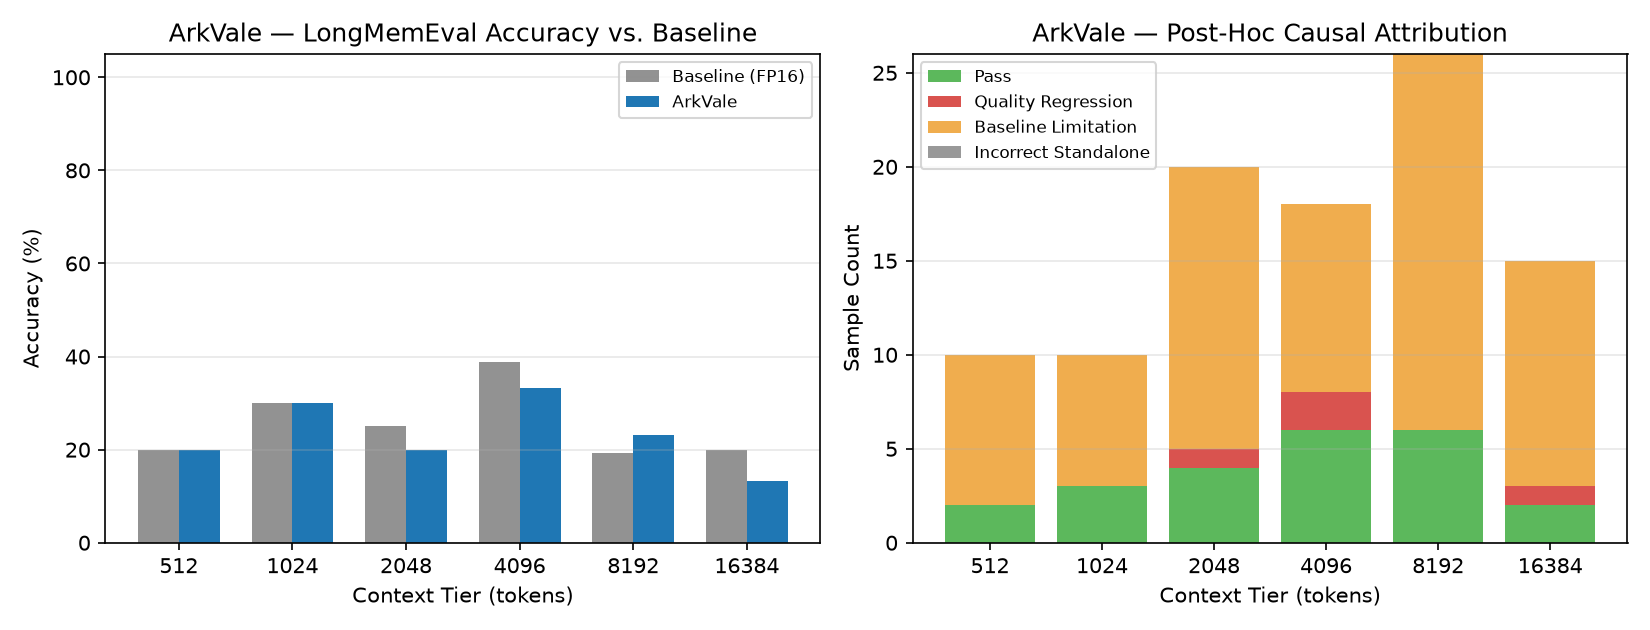 ArkVale — LongMemEval Accuracy vs. Baseline
Accuracy (%)
100
80
60
40
20
0
Baseline (FP16)
ArkVale
512 1024 2048 4096 8192 16384
Context Tier (tokens)
ArkVale — Post-Hoc Causal Attribution
Sample Count
25
20
15
10
5
0
Pass
Quality Regression
Baseline Limitation
Incorrect Standalone
512 1024 2048 4096 8192 16384
Context Tier (tokens)